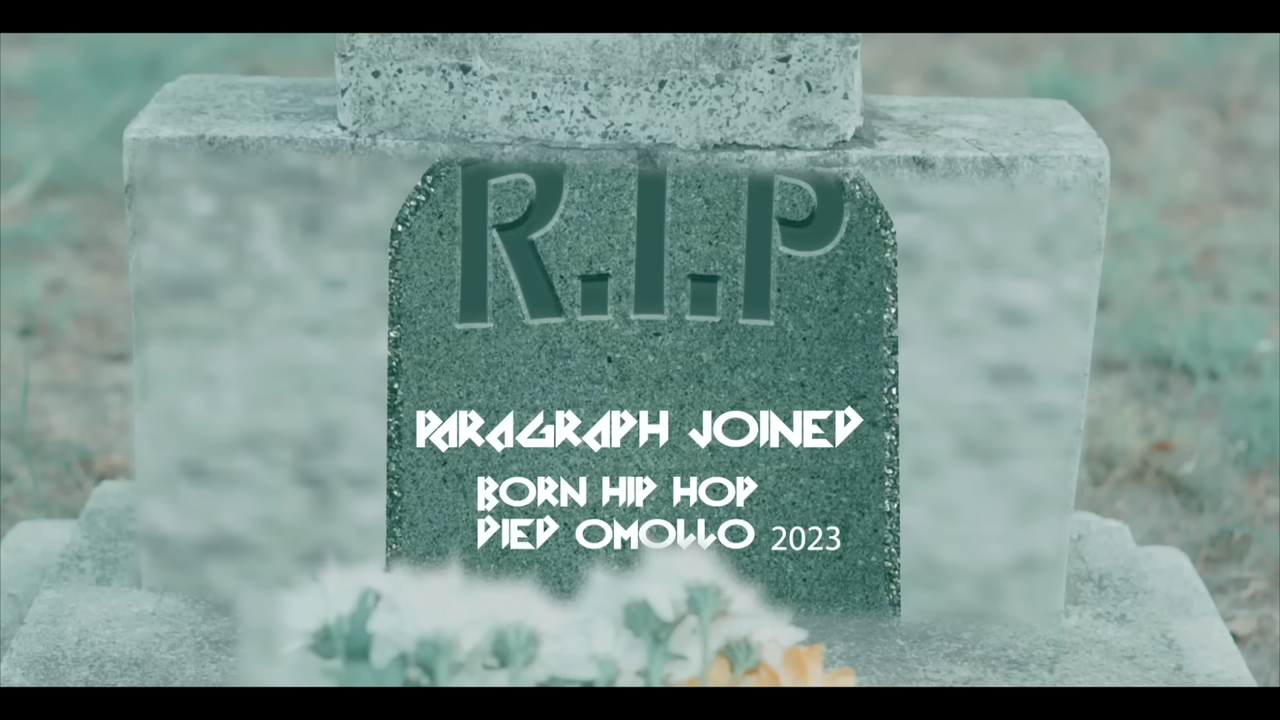 R.I.P
PARAGRAPH JOINED
BORN HIP HOP
DIED OMOLLO 2023